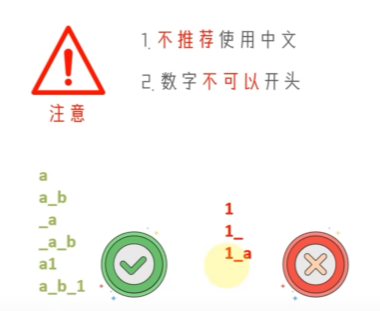 注意
1. 不推荐使用中文
2. 数字不可以开头
a
a_b
_a
_a_b
a1
a_b_1
1
1_
1_a